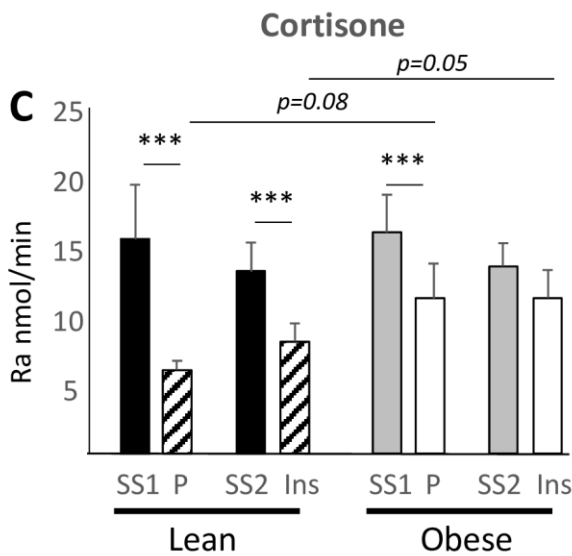 Cortisone
p=0.05
C
p=0.08
25
***
***
20
***
15
10
5
Ra nmol/min
SS1 P SS2 Ins SS1 P SS2 Ins
Lean Obese